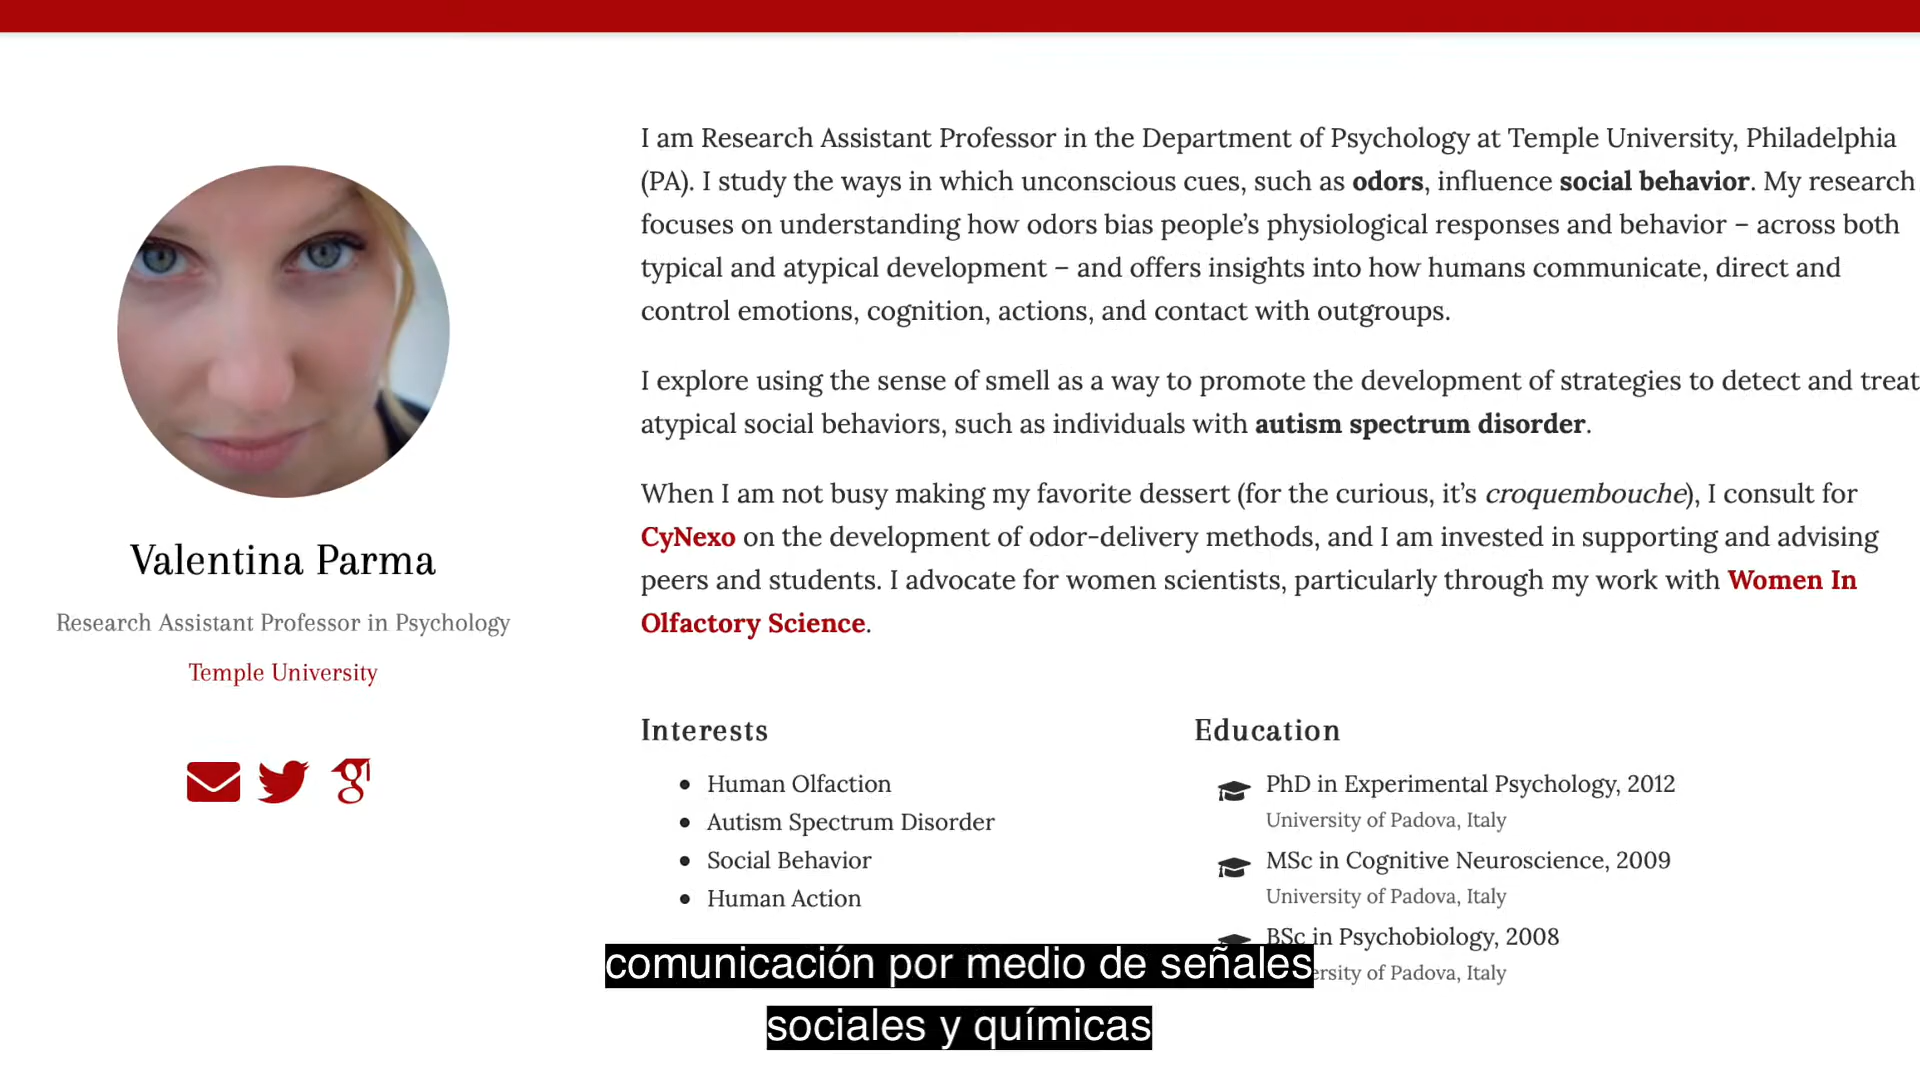 I am Research Assistant Professor in the Department of Psychology at Temple University, Philadelphia
(PA). I study the ways in which unconscious cues, such as odors, influence social behavior. My research
focuses on understanding how odors bias people’s physiological responses and behavior – across both
typical and atypical development – and offers insights into how humans communicate, direct and
control emotions, cognition, actions, and contact with outgroups.
I explore using the sense of smell as a way to promote the development of strategies to detect and treat
atypical social behaviors, such as individuals with autism spectrum disorder.
When I am not busy making my favorite dessert (for the curious, it’s croquembouche), I consult for
CyNexo on the development of odor-delivery methods, and I am invested in supporting and advising
peers and students. I advocate for women scientists, particularly through my work with Women In
Olfactory Science.
Valentina Parma
Research Assistant Professor in Psychology
Temple University
Interests
Human Olfaction
Autism Spectrum Disorder
Social Behavior
Human Action
Education
PhD in Experimental Psychology, 2012
University of Padova, Italy
MSc in Cognitive Neuroscience, 2009
University of Padova, Italy
BSc in Psychobiology, 2008
of Padova, Italy
comunicación por medio de señales
sociales y químicas